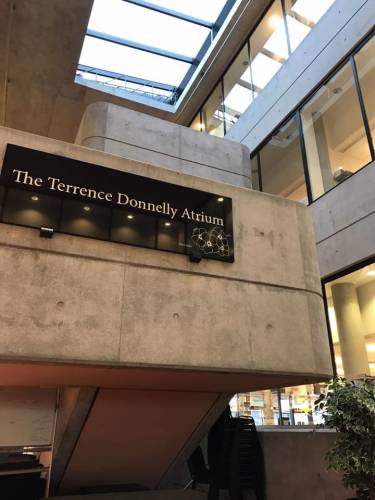 The Terrence Donnelly Atrium